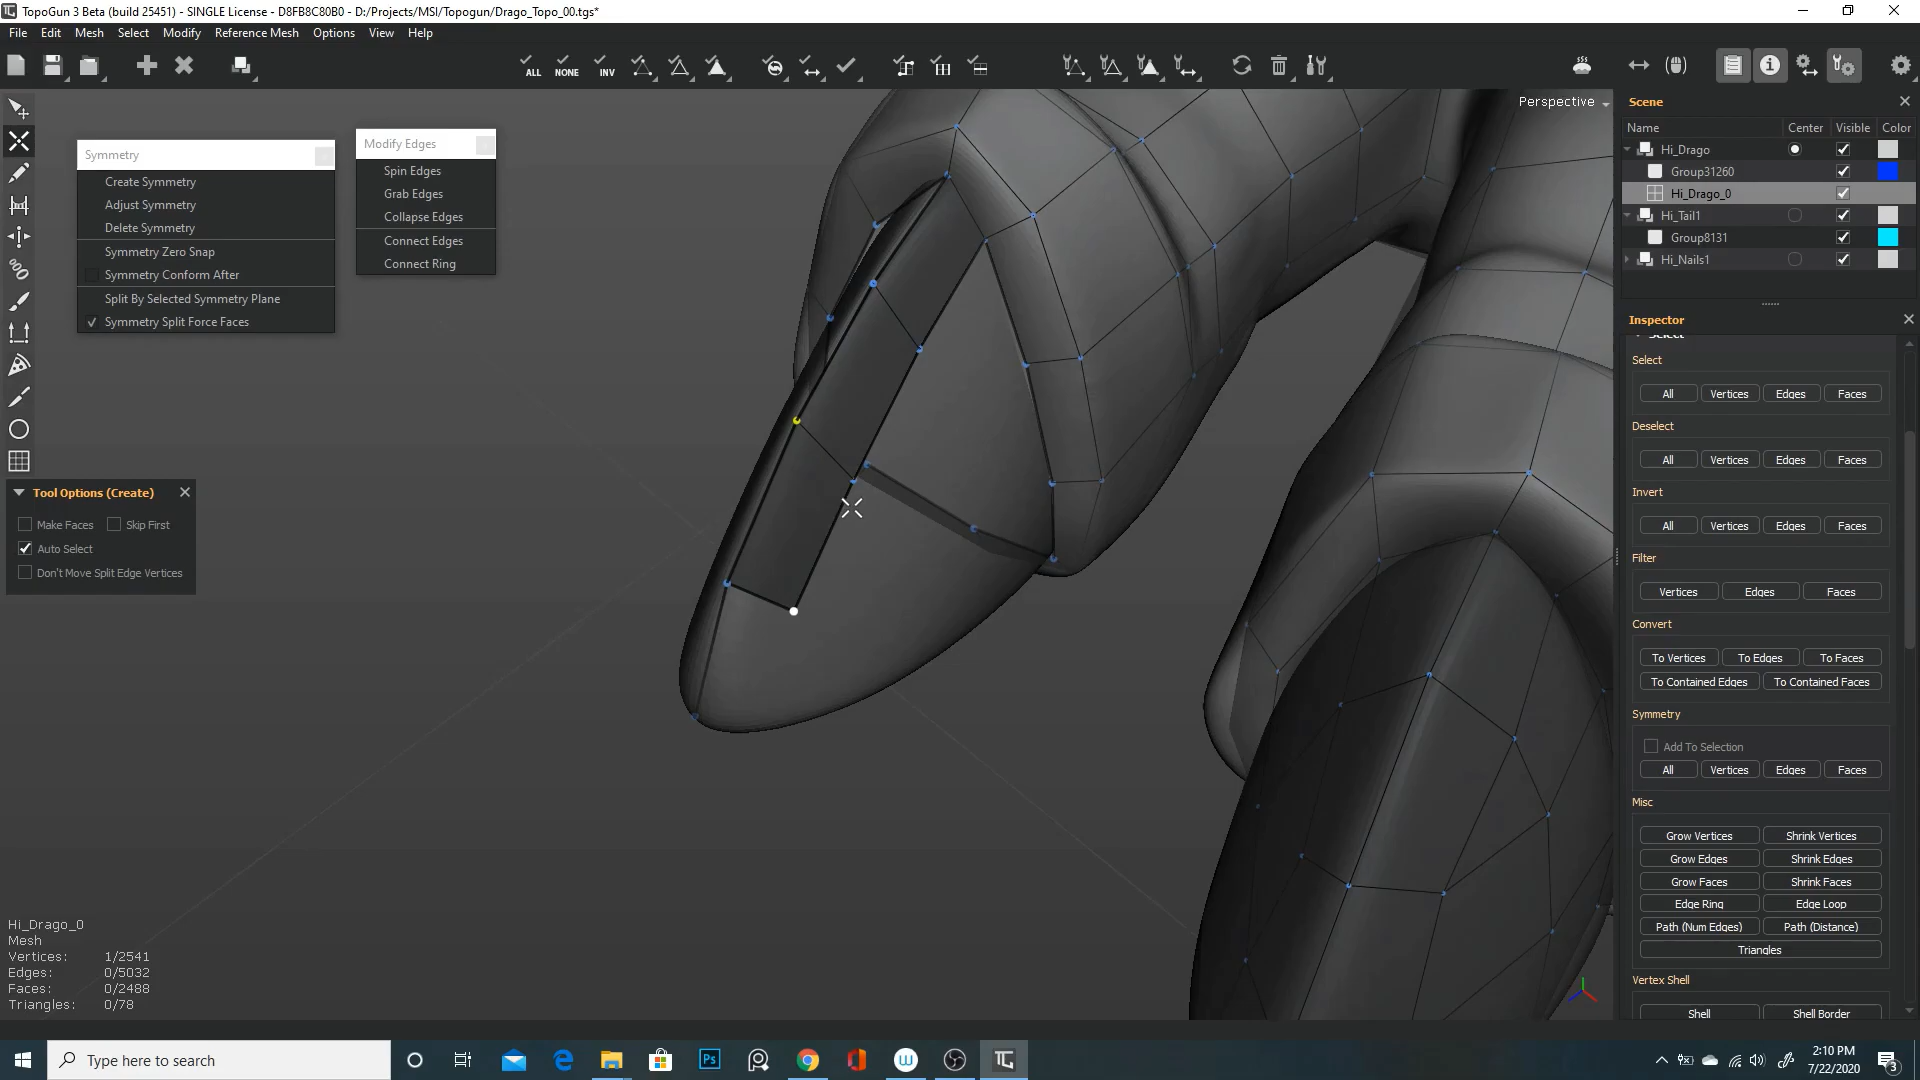 TopoGun 3 Beta (build 25451) - SINGLE License - D8FB8C80B0 - D:/Projects/MSI/Topogun/Drago_Topo_00.tgs*
File Edit Mesh Select Modify Reference Mesh Options View Help
ALL NONE INV
Perspective
Symmetry
Create Symmetry
Adjust Symmetry
Delete Symmetry
Symmetry Zero Snap
Symmetry Conform After
Split By Selected Symmetry Plane
Symmetry Split Force Faces
Modify Edges
Spin Edges
Grab Edges
Collapse Edges
Connect Edges
Connect Ring
Tool Options (Create)
Make Faces Skip First
Auto Select
Don't Move Split Edge Vertices
Hi_Drago_0
Mesh
Vertices: 1/2541
Edges: 0/5032
Faces: 0/2488
Triangles: 0/78
Scene
Name Center Visible Color
Hi_Drago
Group31260
Hi_Drago_0
Hi_Tail1
Group8131
Hi_Nails1
Inspector
Select
Select
All Vertices Edges Faces
Deselect
All Vertices Edges Faces
Invert
All Vertices Edges Faces
Filter
Vertices Edges Faces
Convert
To Vertices To Edges To Faces
To Contained Edges To Contained Faces
Symmetry
Add To Selection
All Vertices Edges Faces
Misc
Grow Vertices Shrink Vertices
Grow Edges Shrink Edges
Grow Faces Shrink Faces
Edge Ring Edge Loop
Path (Num Edges) Path (Distance)
Triangles
Vertex Shell
Shell Shell Border
Type here to search
Ps
2:10 PM
7/22/2020
3